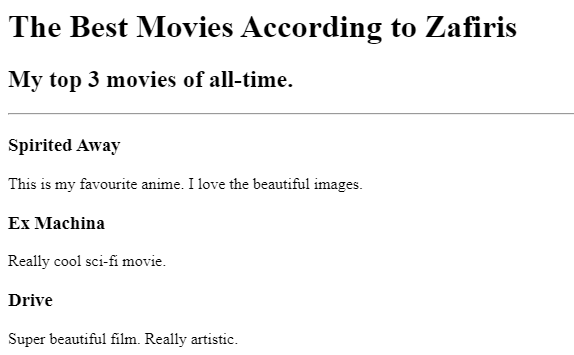 The Best Movies According to Zafiris
My top 3 movies of all-time.
Spirited Away
This is my favourite anime. I love the beautiful images.
Ex Machina
Really cool sci-fi movie.
Drive
Super beautiful film. Really artistic.